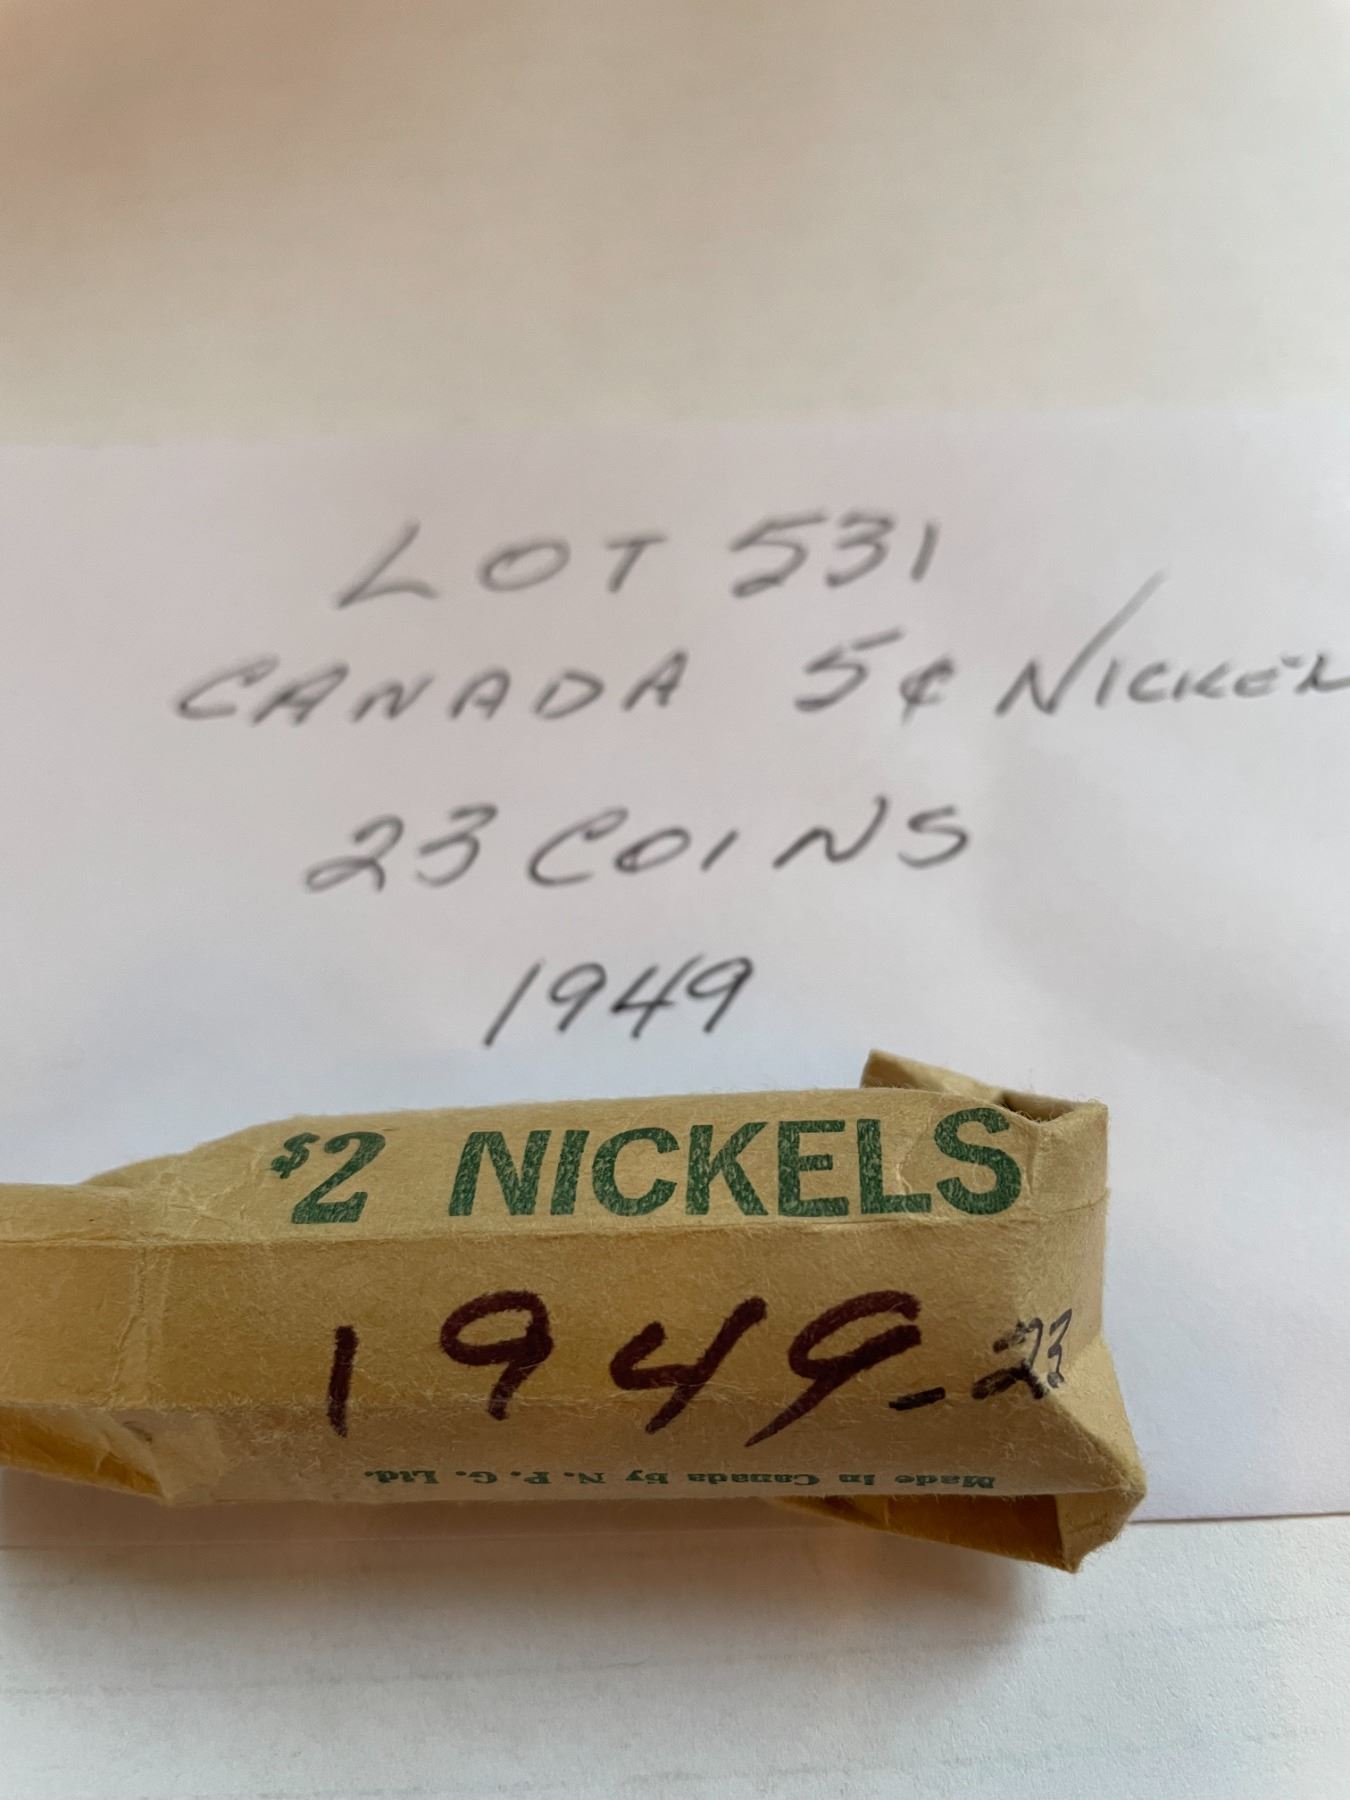 LOT 531
CANADA 5¢ NICKEL
23 COINS
1949
$2 NICKELS
1949-23
Made in Canada by N. P. G. Ltd.